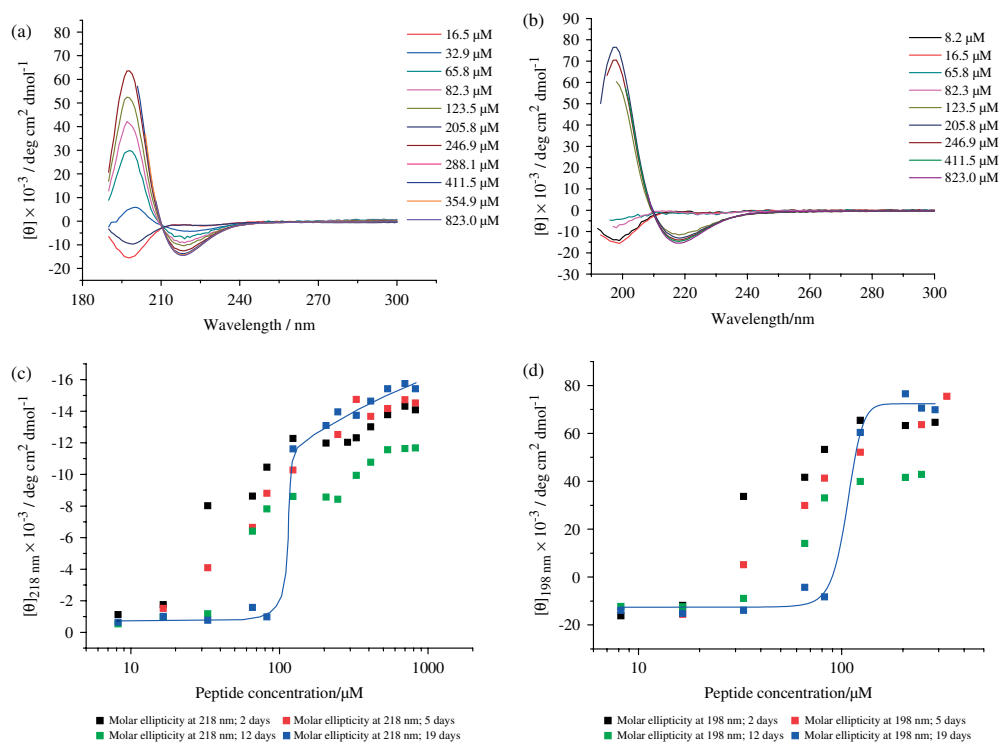 (a)
80
70
60
50
40
30
20
10
0
-10
-20
[θ] × 10⁻³ / deg cm² dmol⁻¹
180
210
240
270
300
Wavelength / nm
16.5 µM
32.9 µM
65.8 µM
82.3 µM
123.5 µM
205.8 µM
246.9 µM
288.1 µM
411.5 µM
354.9 µM
823.0 µM
(b)
90
80
70
60
50
40
30
20
10
0
-10
-20
-30
[θ] × 10⁻³ / deg cm² dmol⁻¹
200
220
240
260
280
300
Wavelength/nm
8.2 µM
16.5 µM
65.8 µM
82.3 µM
123.5 µM
205.8 µM
246.9 µM
411.5 µM
823.0 µM
(c)
-16
-14
-12
-10
-8
-6
-4
-2
0
[θ]218 nm × 10⁻³ / deg cm² dmol⁻¹
10
100
1000
Peptide concentration/µM
Molar ellipticity at 218 nm; 2 days
Molar ellipticity at 218 nm; 5 days
Molar ellipticity at 218 nm; 12 days
Molar ellipticity at 218 nm; 19 days
(d)
80
60
40
20
0
-20
[θ]198 nm × 10⁻³ / deg cm² dmol⁻¹
10
100
Peptide concentration/µM
Molar ellipticity at 198 nm; 2 days
Molar ellipticity at 198 nm; 5 days
Molar ellipticity at 198 nm; 12 days
Molar ellipticity at 198 nm; 19 days